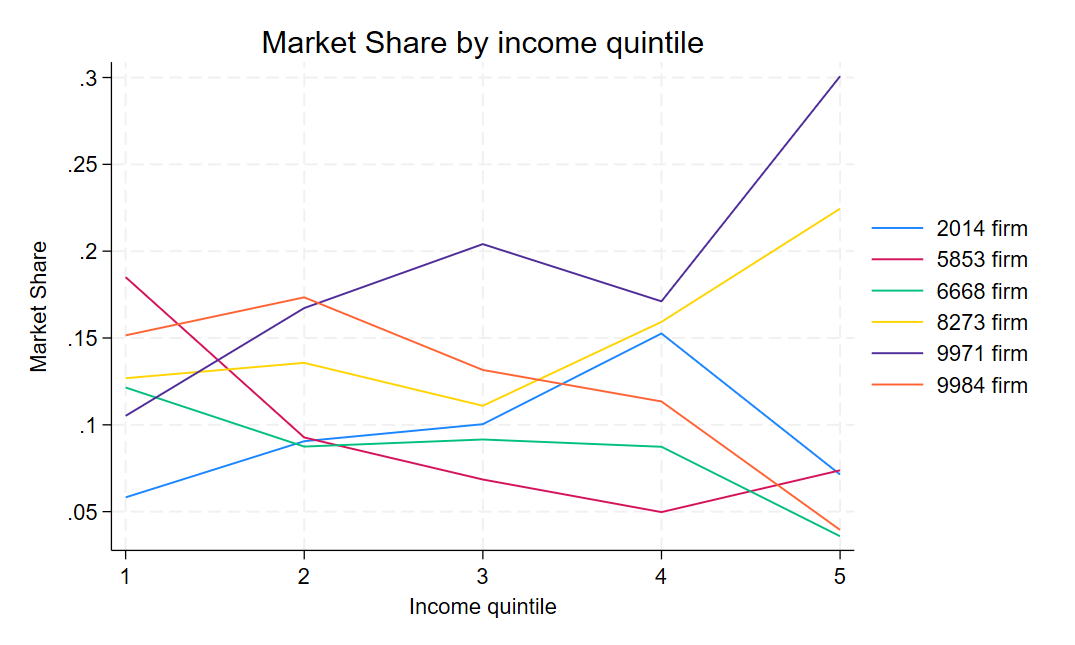 Market Share by income quintile
.3
.25
.2
.15
.1
.05
Market Share
1 2 3 4 5
Income quintile
2014 firm
5853 firm
6668 firm
8273 firm
9971 firm
9984 firm